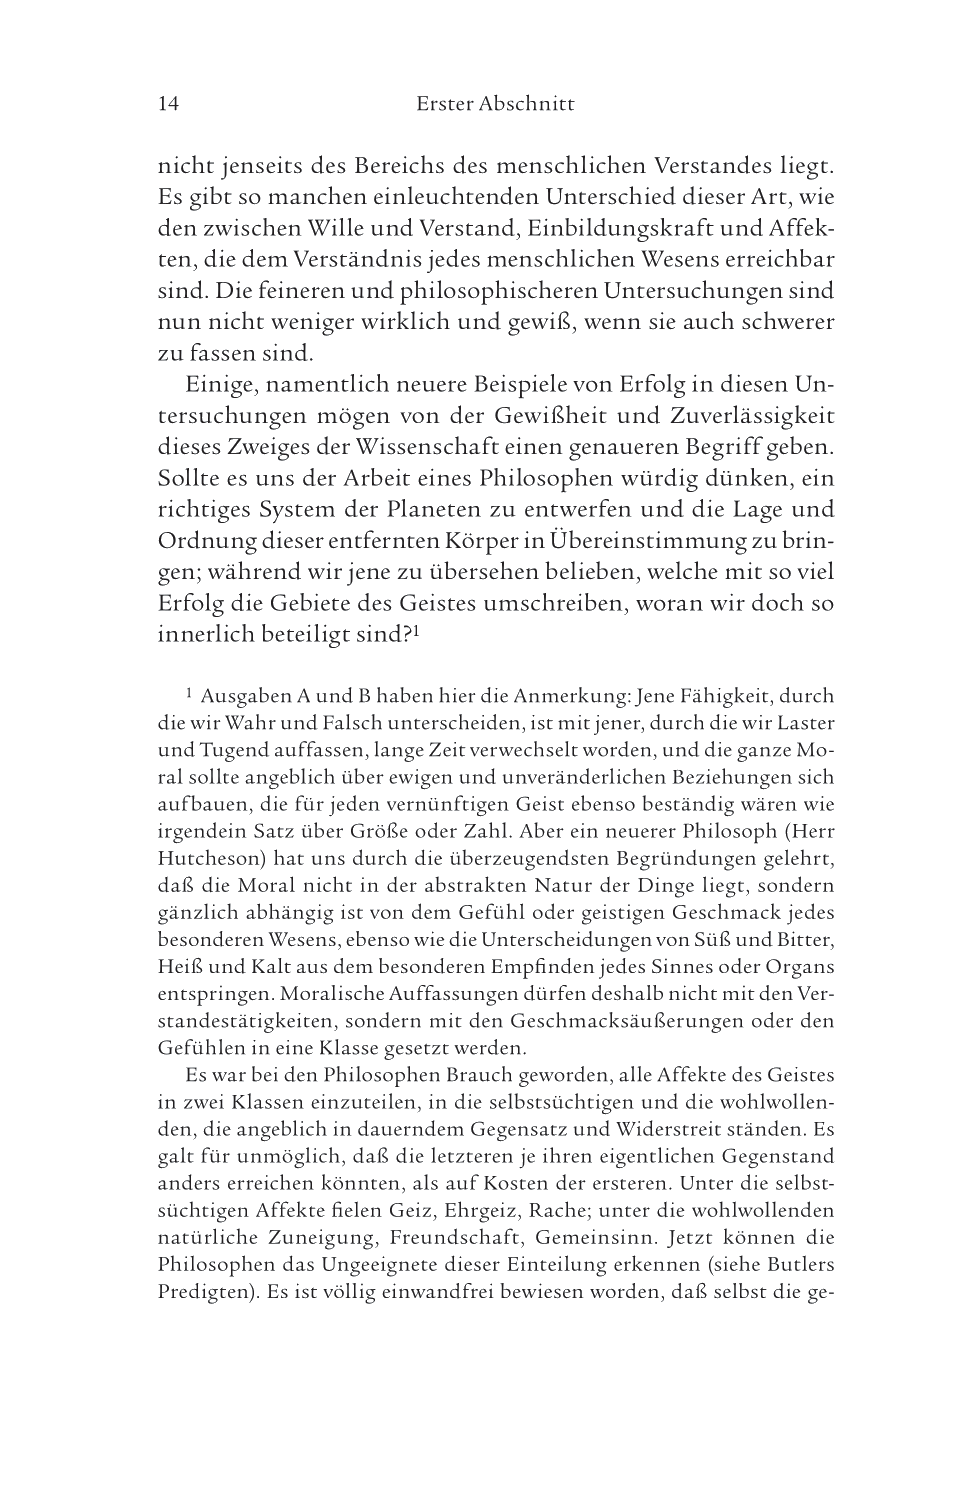 14
Erster Abschnitt
nicht jenseits des Bereichs des menschlichen Verstandes liegt.
Es gibt so manchen einleuchtenden Unterschied dieser Art, wie
den zwischen Wille und Verstand, Einbildungskraft und Affek-
ten, die dem Verständnis jedes menschlichen Wesens erreichbar
sind. Die feineren und philosophischeren Untersuchungen sind
nun nicht weniger wirklich und gewiß, wenn sie auch schwerer
zu fassen sind.
Einige, namentlich neuere Beispiele von Erfolg in diesen Un-
tersuchungen mögen von der Gewißheit und Zuverlässigkeit
dieses Zweiges der Wissenschaft einen genaueren Begriff geben.
Sollte es uns der Arbeit eines Philosophen würdig dünken, ein
richtiges System der Planeten zu entwerfen und die Lage und
Ordnung dieser entfernten Körper in Übereinstimmung zu brin-
gen; während wir jene zu übersehen belieben, welche mit so viel
Erfolg die Gebiete des Geistes umschreiben, woran wir doch so
innerlich beteiligt sind?¹
¹ Ausgaben A und B haben hier die Anmerkung: Jene Fähigkeit, durch
die wir Wahr und Falsch unterscheiden, ist mit jener, durch die wir Laster
und Tugend auffassen, lange Zeit verwechselt worden, und die ganze Mo-
ral sollte angeblich über ewigen und unveränderlichen Beziehungen sich
aufbauen, die für jeden vernünftigen Geist ebenso beständig wären wie
irgendein Satz über Größe oder Zahl. Aber ein neuerer Philosoph (Herr
Hutcheson) hat uns durch die überzeugendsten Begründungen gelehrt,
daß die Moral nicht in der abstrakten Natur der Dinge liegt, sondern
gänzlich abhängig ist von dem Gefühl oder geistigen Geschmack jedes
besonderen Wesens, ebenso wie die Unterscheidungen von Süß und Bitter,
Heiß und Kalt aus dem besonderen Empfinden jedes Sinnes oder Organs
entspringen. Moralische Auffassungen dürfen deshalb nicht mit den Ver-
standestätigkeiten, sondern mit den Geschmacksäußerungen oder den
Gefühlen in eine Klasse gesetzt werden.
Es war bei den Philosophen Brauch geworden, alle Affekte des Geistes
in zwei Klassen einzuteilen, in die selbstsüchtigen und die wohlwollen-
den, die angeblich in dauerndem Gegensatz und Widerstreit ständen. Es
galt für unmöglich, daß die letzteren je ihren eigentlichen Gegenstand
anders erreichen könnten, als auf Kosten der ersteren. Unter die selbst-
süchtigen Affekte fielen Geiz, Ehrgeiz, Rache; unter die wohlwollenden
natürliche Zuneigung, Freundschaft, Gemeinsinn. Jetzt können die
Philosophen das Ungeeignete dieser Einteilung erkennen (siehe Butlers
Predigten). Es ist völlig einwandfrei bewiesen worden, daß selbst die ge-